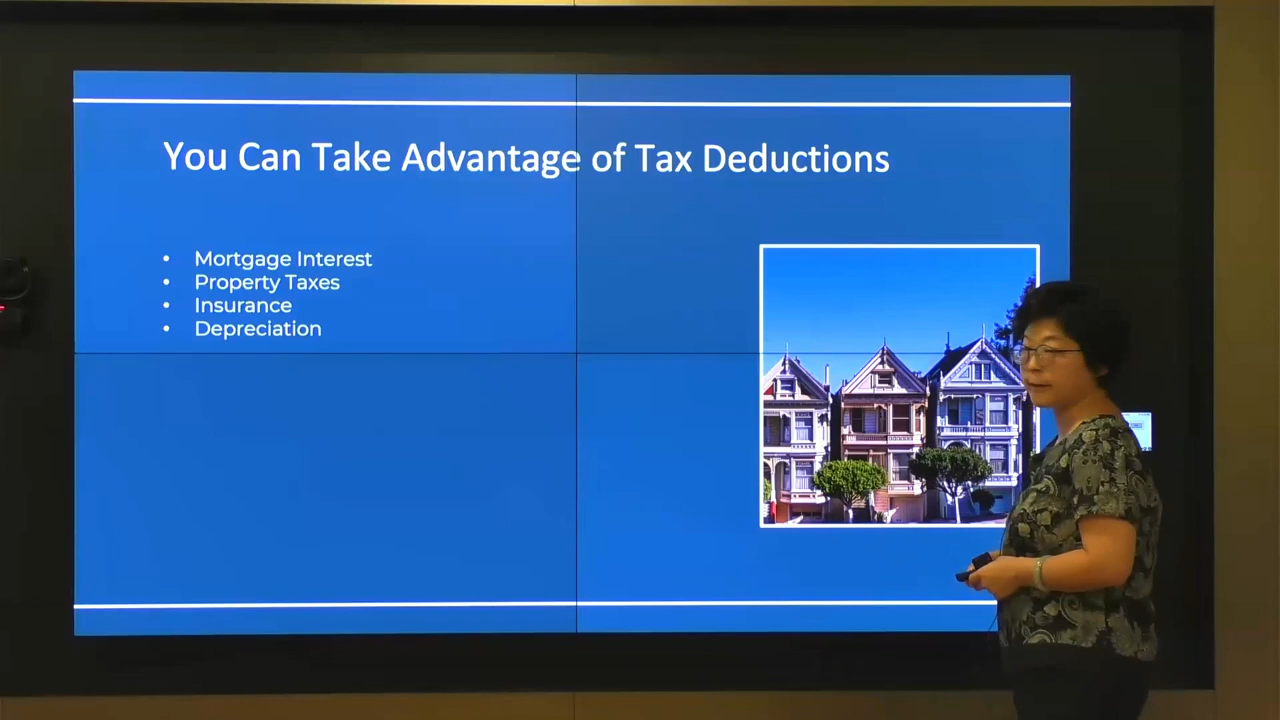 You Can Take Advantage of Tax Deductions
• Mortgage Interest
• Property Taxes
• Insurance
• Depreciation